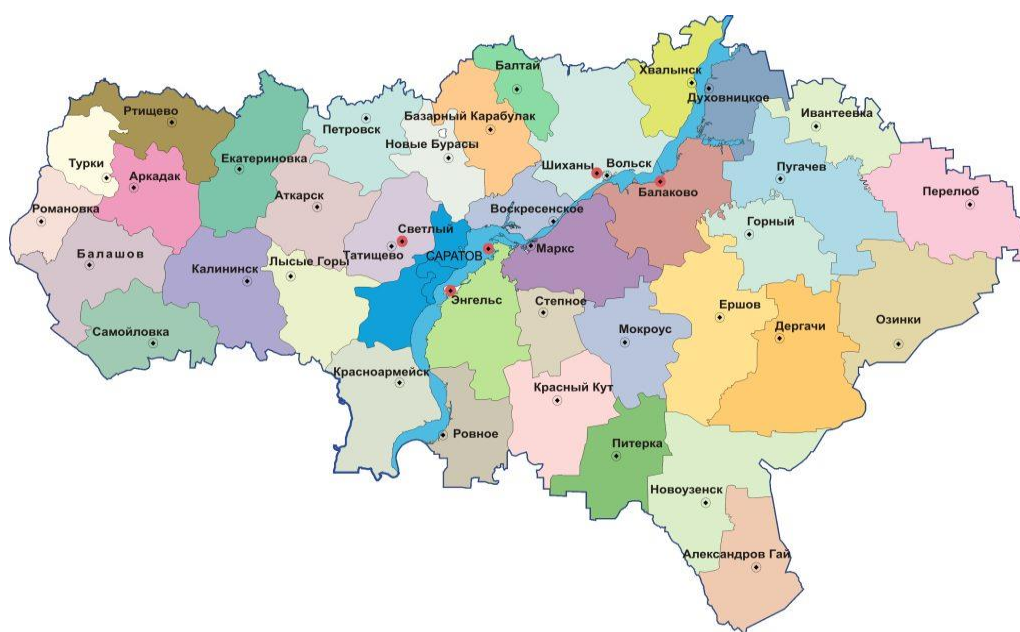 Балтай
Хвалынск
Духовницкое
Ртищево
Базарный Карабулак
Ивантеевка
Петровск
Новые Бурасы
Турки
Екатериновка
Шиханы
Вольск
Пугачев
Аркадак
Аткарск
Балаково
Перелюб
Романовка
Воскресенское
Горный
Светлый
Балашов
Татищево
САРАТОВ
Маркс
Калининск
Лысые Горы
Энгельс
Степное
Ершов
Озинки
Самойловка
Мокроус
Дергачи
Красноармейск
Красный Кут
Ровное
Питерка
Новоузенск
Александров Гай